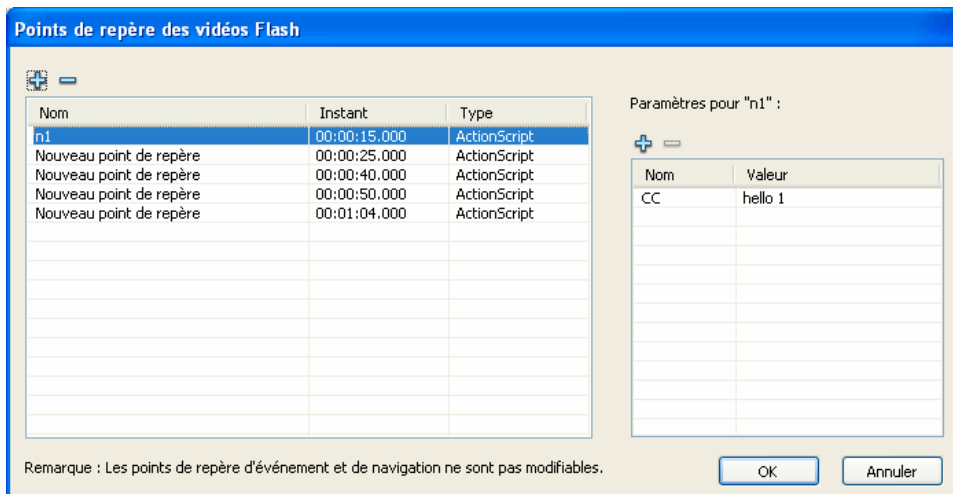 Points de repère des vidéos Flash
Nom Instant Type
n1 00:00:15.000 ActionScript
Nouveau point de repère 00:00:25.000 ActionScript
Nouveau point de repère 00:00:40.000 ActionScript
Nouveau point de repère 00:00:50.000 ActionScript
Nouveau point de repère 00:01:04.000 ActionScript
Paramètres pour "n1" :
Nom Valeur
CC hello 1
Remarque : Les points de repère d'événement et de navigation ne sont pas modifiables.
OK Annuler